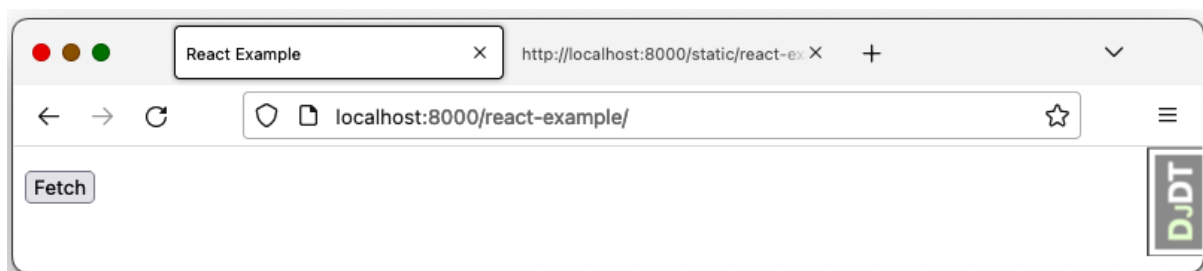 React Example
http://localhost:8000/static/react-ex
localhost:8000/react-example/
Fetch
DJDT